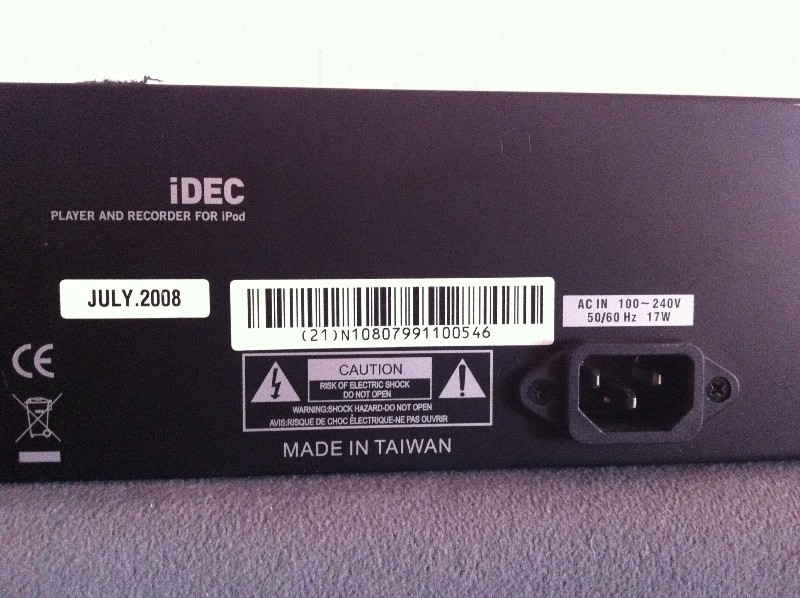 iDEC
PLAYER AND RECORDER FOR iPod
JULY.2008
(21)N10807991100546
AC IN 100~240V
50/60 Hz 17W
CE
CAUTION
RISK OF ELECTRIC SHOCK
DO NOT OPEN
WARNING:SHOCK HAZARD-DO NOT OPEN
AVIS:RISQUE DE CHOC ÉLECTRIQUE-NE PAS OUVRIR
MADE IN TAIWAN